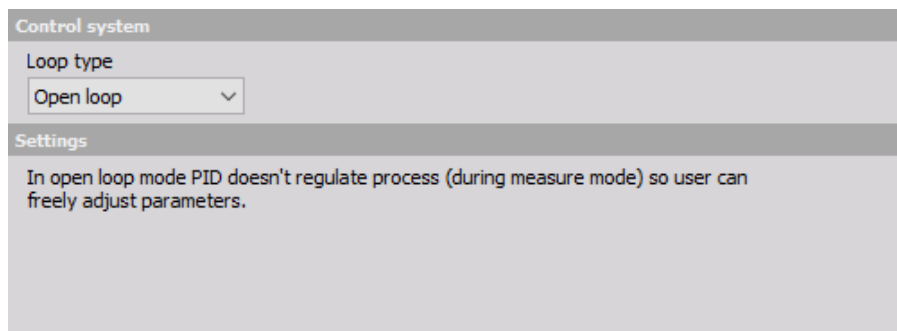 Control system
Loop type
Open loop
Settings
In open loop mode PID doesn't regulate process (during measure mode) so user can
freely adjust parameters.